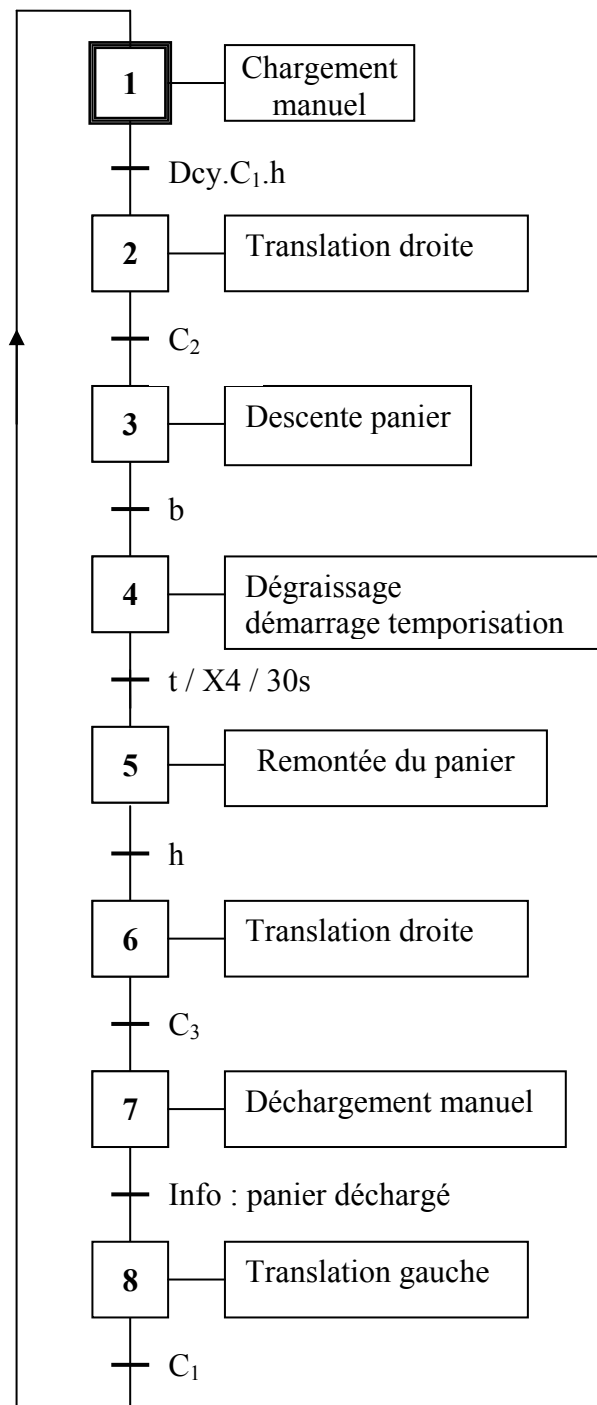 1
Chargement
manuel
Dcy.C₁.h
2
Translation droite
C₂
3
Descente panier
b
4
Dégraissage
démarrage temporisation
t / X4 / 30s
5
Remontée du panier
h
6
Translation droite
C₃
7
Déchargement manuel
Info : panier déchargé
8
Translation gauche
C₁